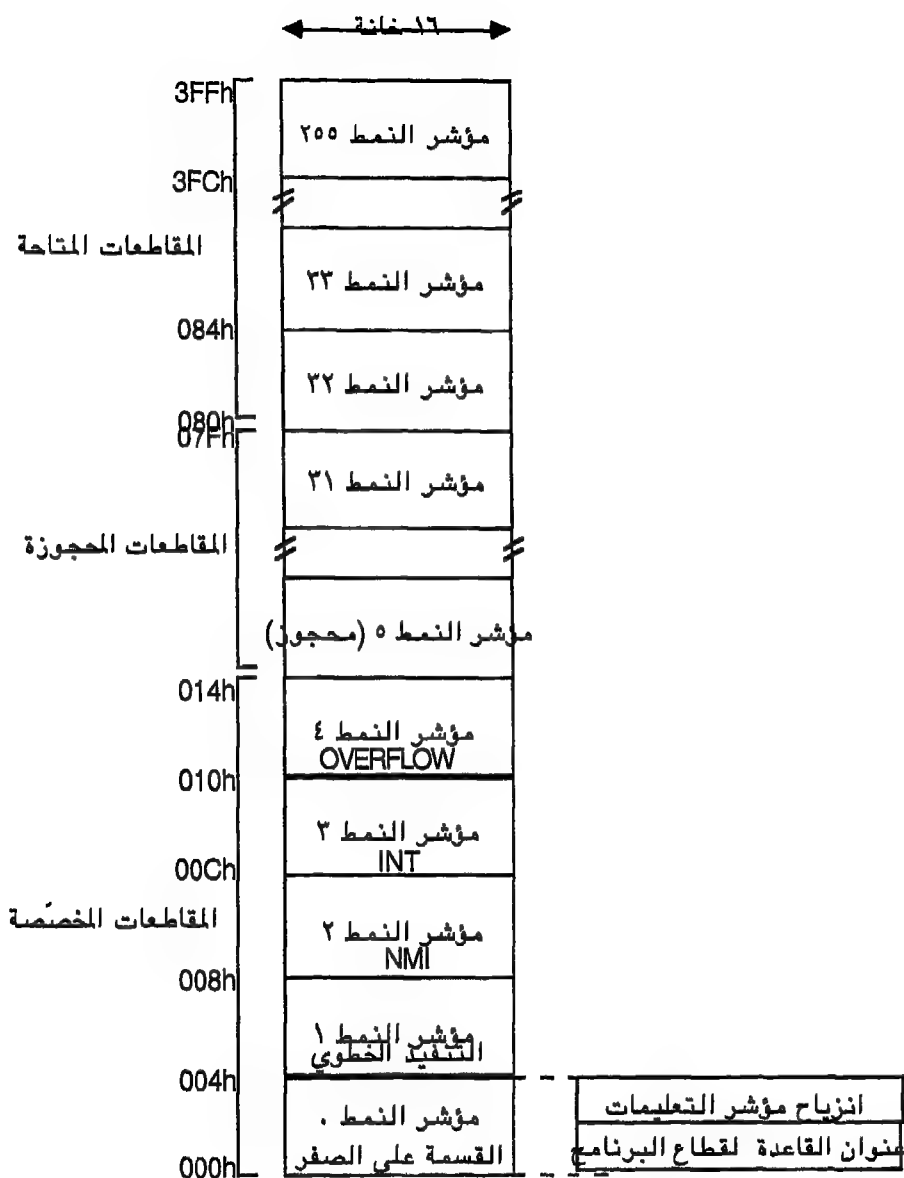 ١٦ خانة
3FFh
مؤشر النمط ٢٥٥
3FCh
المقاطعات المتاحة
مؤشر النمط ٣٣
084h
مؤشر النمط ٣٢
080h
07Fh
مؤشر النمط ٣١
المقاطعات المحجوزة
مؤشر النمط ٥ (محجوز)
014h
مؤشر النمط ٤
OVERFLOW
010h
مؤشر النمط ٣
INT
00Ch
المقاطعات المخصّصة
مؤشر النمط ٢
NMI
008h
مؤشر النمط ١
التنفيذ الخطوي
004h
مؤشر النمط ٠
القسمة على الصفر
000h
انزياح مؤشر التعليمات
عنوان القاعدة لقطاع البرنامج